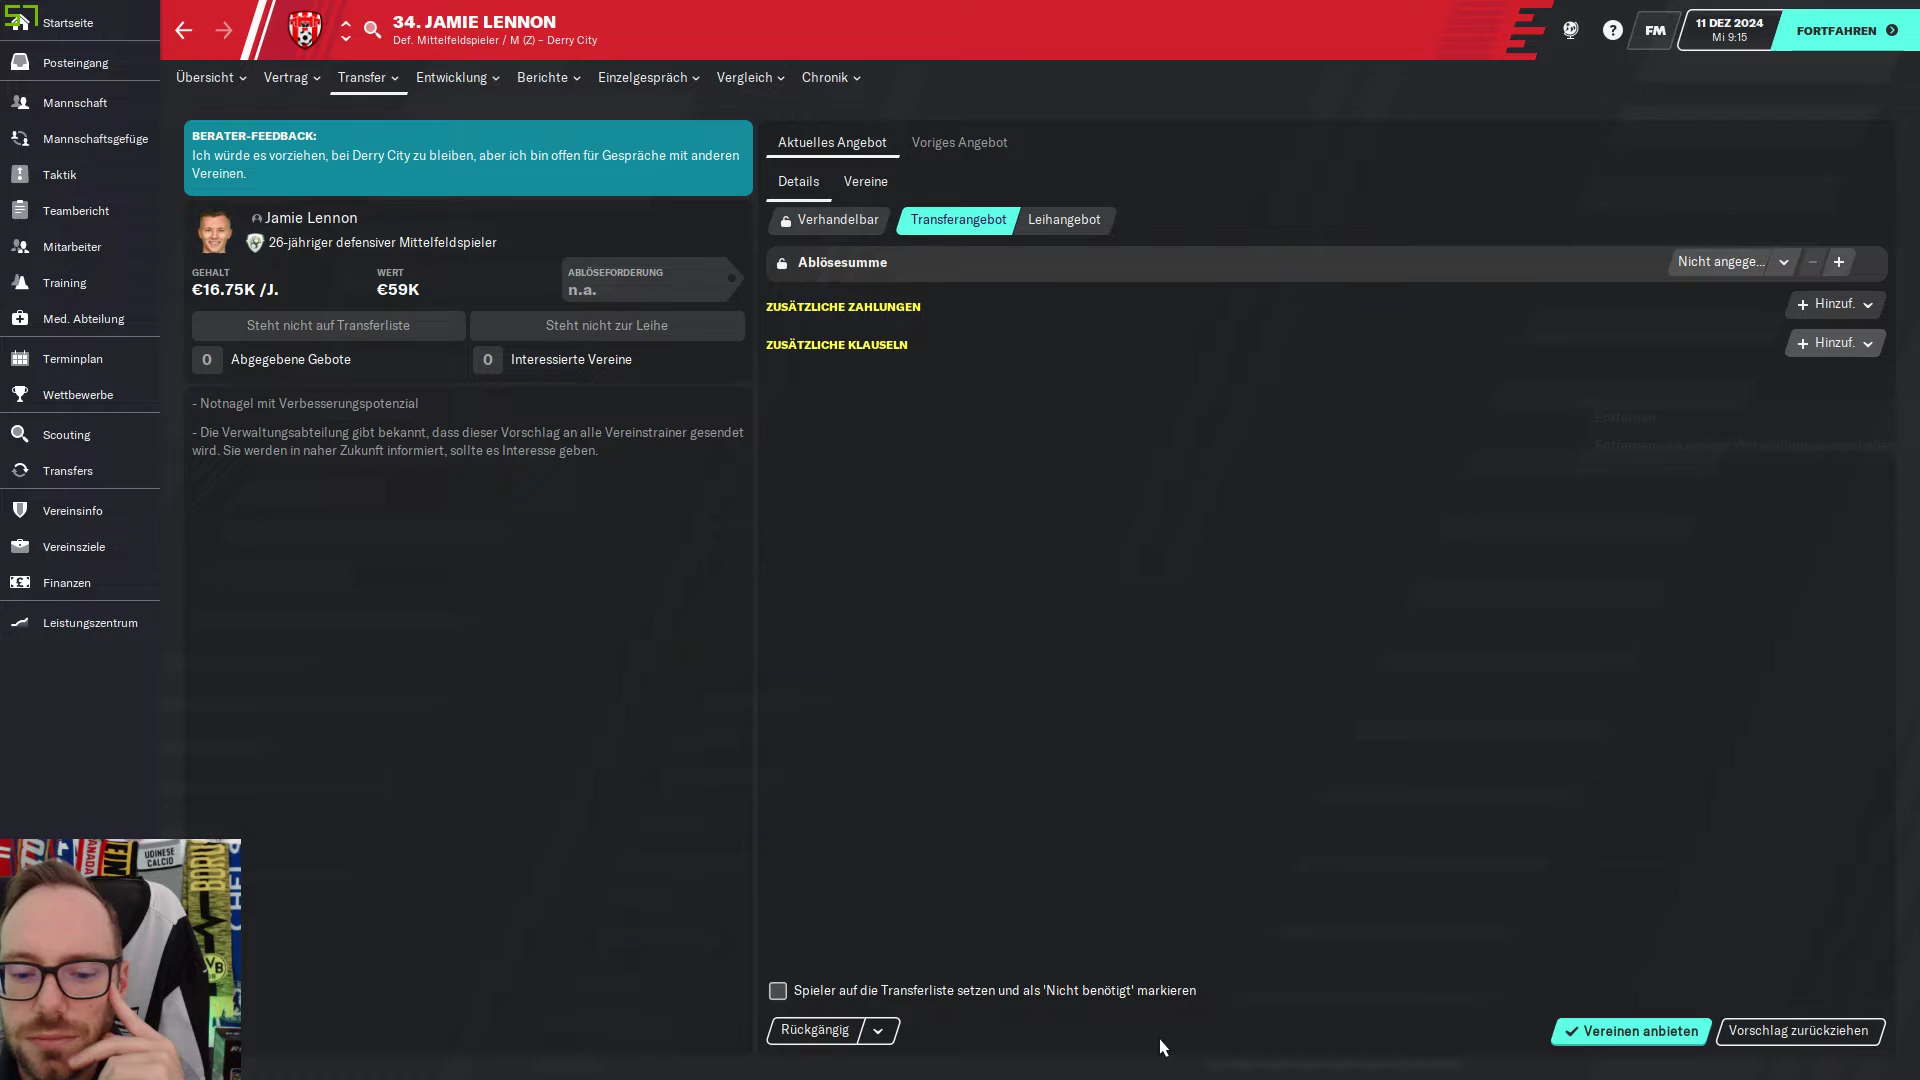 57
Startseite
Posteingang
Mannschaft
Mannschaftsgefüge
Taktik
Teambericht
Mitarbeiter
Training
Med. Abteilung
Terminplan
Wettbewerbe
Scouting
Transfers
Vereinsinfo
Vereinsziele
Finanzen
Leistungszentrum
34. JAMIE LENNON
Def. Mittelfeldspieler / M (Z) – Derry City
FM
11 DEZ 2024
Mi 9:15
FORTFAHREN
Übersicht
Vertrag
Transfer
Entwicklung
Berichte
Einzelgespräch
Vergleich
Chronik
BERATER-FEEDBACK:
Ich würde es vorziehen, bei Derry City zu bleiben, aber ich bin offen für Gespräche mit anderen
Vereinen.
Jamie Lennon
26-jähriger defensiver Mittelfeldspieler
GEHALT
€16.75K /J.
WERT
€59K
ABLÖSEFORDERUNG
n.a.
Steht nicht auf Transferliste
Steht nicht zur Leihe
0 Abgegebene Gebote
0 Interessierte Vereine
- Notnagel mit Verbesserungspotenzial
- Die Verwaltungsabteilung gibt bekannt, dass dieser Vorschlag an alle Vereinstrainer gesendet
wird. Sie werden in naher Zukunft informiert, sollte es Interesse geben.
Aktuelles Angebot
Voriges Angebot
Details
Vereine
Verhandelbar
Transferangebot
Leihangebot
Ablösesumme
Nicht angege...
ZUSÄTZLICHE ZAHLUNGEN
+ Hinzuf.
ZUSÄTZLICHE KLAUSELN
+ Hinzuf.
Entfernen
Spieler auf die Transferliste setzen und als 'Nicht benötigt' markieren
Rückgängig
Vereinen anbieten
Vorschlag zurückziehen
UDINESE
CALCIO